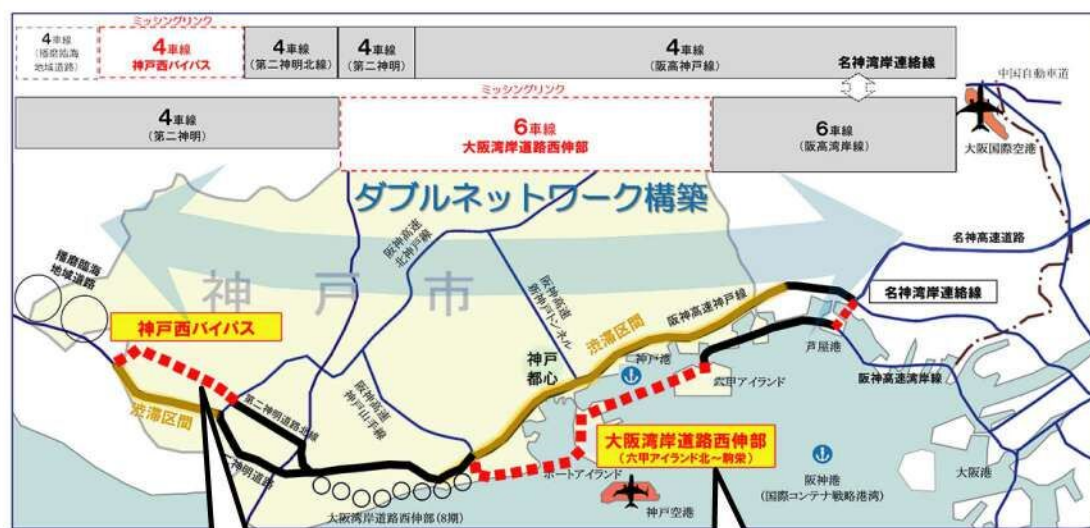 ミッシングリンク
4車線
(播磨臨海
地域道路)
4車線
神戸西バイパス
4車線
(第二神明北線)
4車線
(第二神明)
4車線
(阪高神戸線)
名神湾岸連絡線
中国自動車道
4車線
(第二神明)
ミッシングリンク
6車線
大阪湾岸道路西伸部
6車線
(阪高湾岸線)
大阪国際空港
ダブルネットワーク構築
阪神高速
北神戸線
名神高速道路
播磨臨海
地域道路
神戸市
阪神高速
新神戸トンネル
阪神高速神戸線
名神湾岸連絡線
神戸西バイパス
渋滞区間
神戸港
芦屋港
神戸
都心
六甲アイランド
阪神高速湾岸線
渋滞区間
第二神明道路北線
阪神高速
神戸山手線
大阪湾岸道路西伸部
(六甲アイランド北~駒栄)
二神明道路
ポートアイランド
大阪港
阪神港
(国際コンテナ戦略港湾)
大阪湾岸道路西伸部(8期)
神戸空港